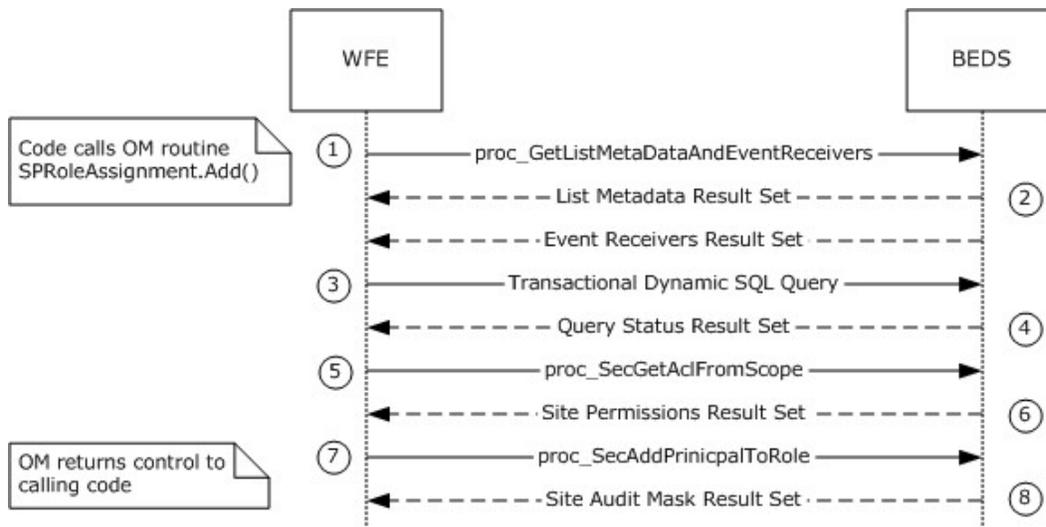 WFE
BEDS
Code calls OM routine
SPRoleAssignment.Add()
1
proc_GetListMetaDataAndEventReceivers
List Metadata Result Set
2
Event Receivers Result Set
3
Transactional Dynamic SQL Query
Query Status Result Set
4
5
proc_SecGetAclFromScope
Site Permissions Result Set
6
OM returns control to
calling code
7
proc_SecAddPrinicpalToRole
Site Audit Mask Result Set
8